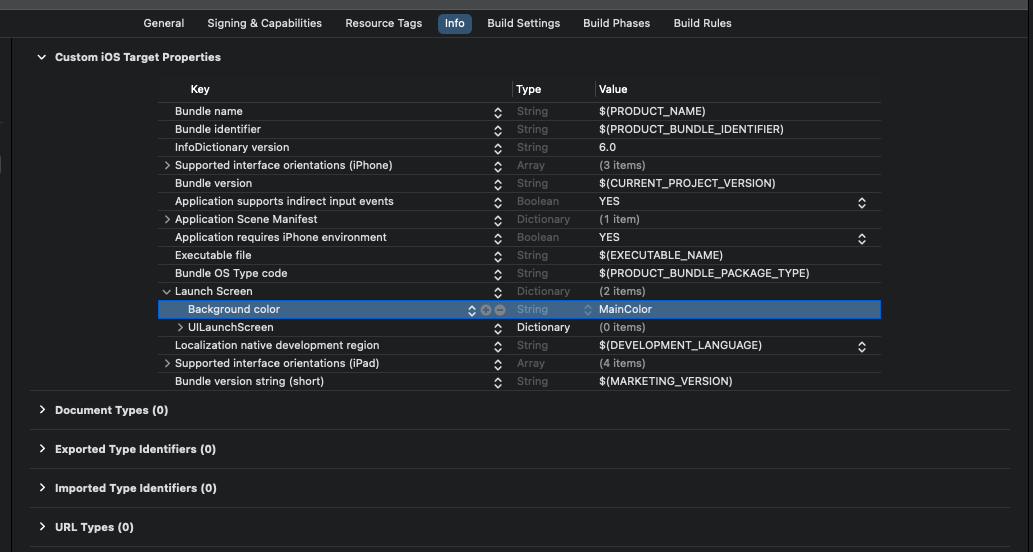 General Signing & Capabilities Resource Tags Info Build Settings Build Phases Build Rules
Custom iOS Target Properties
Key Type Value
Bundle name String $(PRODUCT_NAME)
Bundle identifier String $(PRODUCT_BUNDLE_IDENTIFIER)
InfoDictionary version String 6.0
Supported interface orientations (iPhone) Array (3 items)
Bundle version String $(CURRENT_PROJECT_VERSION)
Application supports indirect input events Boolean YES
Application Scene Manifest Dictionary (1 item)
Application requires iPhone environment Boolean YES
Executable file String $(EXECUTABLE_NAME)
Bundle OS Type code String $(PRODUCT_BUNDLE_PACKAGE_TYPE)
Launch Screen Dictionary (2 items)
Background color String MainColor
UILaunchScreen Dictionary (0 items)
Localization native development region String $(DEVELOPMENT_LANGUAGE)
Supported interface orientations (iPad) Array (4 items)
Bundle version string (short) String $(MARKETING_VERSION)
Document Types (0)
Exported Type Identifiers (0)
Imported Type Identifiers (0)
URL Types (0)